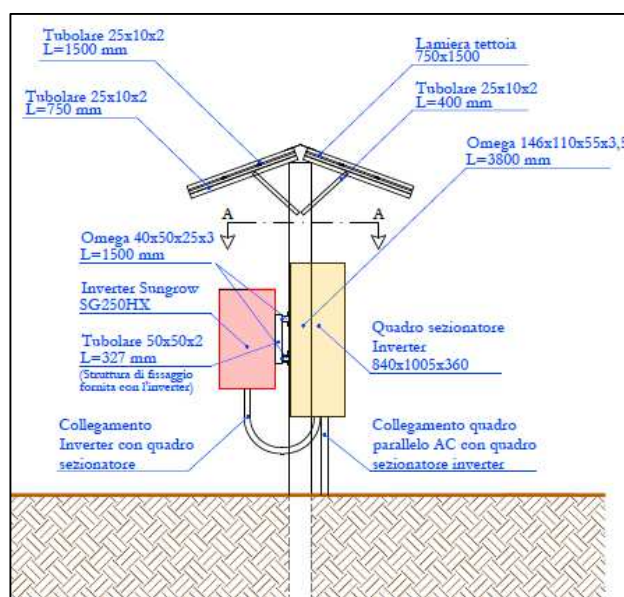 Tubolare 25x10x2
L=1500 mm
Tubolare 25x10x2
L=750 mm
Lamiera tettoia
750x1500
Tubolare 25x10x2
L=400 mm
Omega 146x110x55x3,5
L=3800 mm
A
A
Omega 40x50x25x3
L=1500 mm
Inverter Sungrow
SG250HX
Tubolare 50x50x2
L=327 mm
(Struttura di fissaggio
fornita con l'inverter)
Quadro sezionatore
Inverter
840x1005x360
Collegamento
Inverter con quadro
sezionatore
Collegamento quadro
parallelo AC con quadro
sezionatore inverter